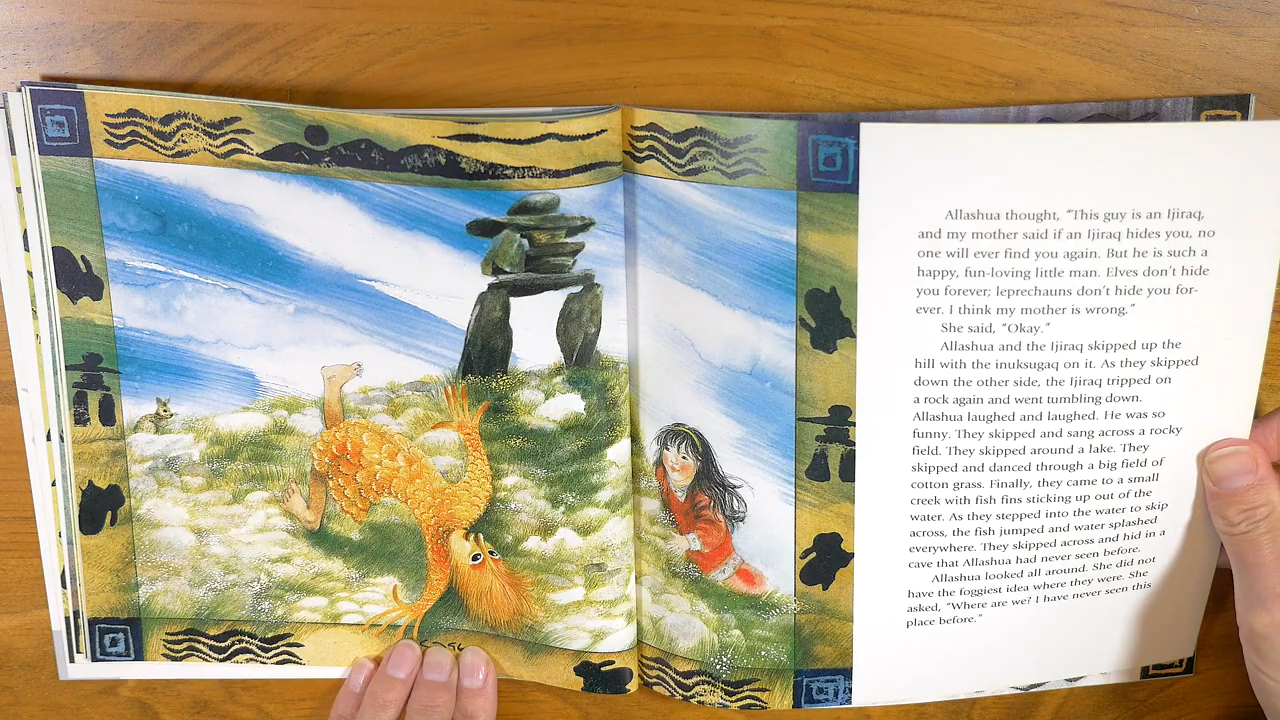 Allashua thought, “This guy is an Ijiraq,
and my mother said if an Ijiraq hides you, no
one will ever find you again. But he is such a
happy, fun-loving little man. Elves don’t hide
you forever; leprechauns don’t hide you for-
ever. I think my mother is wrong.”
She said, “Okay.”
Allashua and the Ijiraq skipped up the
hill with the inuksugaq on it. As they skipped
down the other side, the Ijiraq tripped on
a rock again and went tumbling down.
Allashua laughed and laughed. He was so
funny. They skipped and sang across a rocky
field. They skipped around a lake. They
skipped and danced through a big field of
cotton grass. Finally, they came to a small
creek with fish fins sticking up out of the
water. As they stepped into the water to skip
across, the fish jumped and water splashed
everywhere. They skipped across and hid in a
cave that Allashua had never seen before.
Allashua looked all around. She did not
have the foggiest idea where they were. She
asked, “Where are we? I have never seen this
place before.”